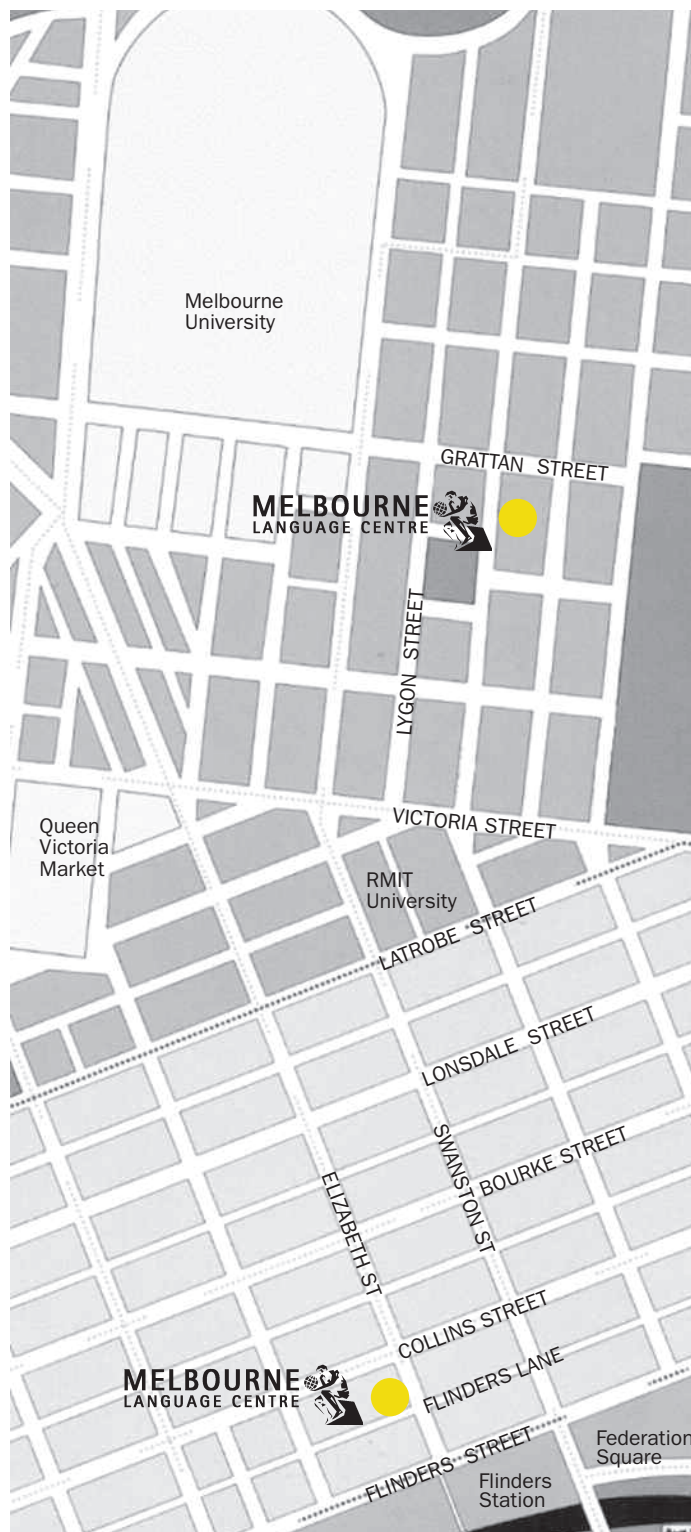 Melbourne
University
GRATTAN STREET
MELBOURNE
LANGUAGE CENTRE
LYGON STREET
VICTORIA STREET
Queen
Victoria
Market
RMIT
University
LATROBE STREET
LONSDALE STREET
SWANSTON ST
BOURKE STREET
ELIZABETH ST
COLLINS STREET
MELBOURNE
LANGUAGE CENTRE
FLINDERS LANE
FLINDERS STREET
Federation
Square
Flinders
Station